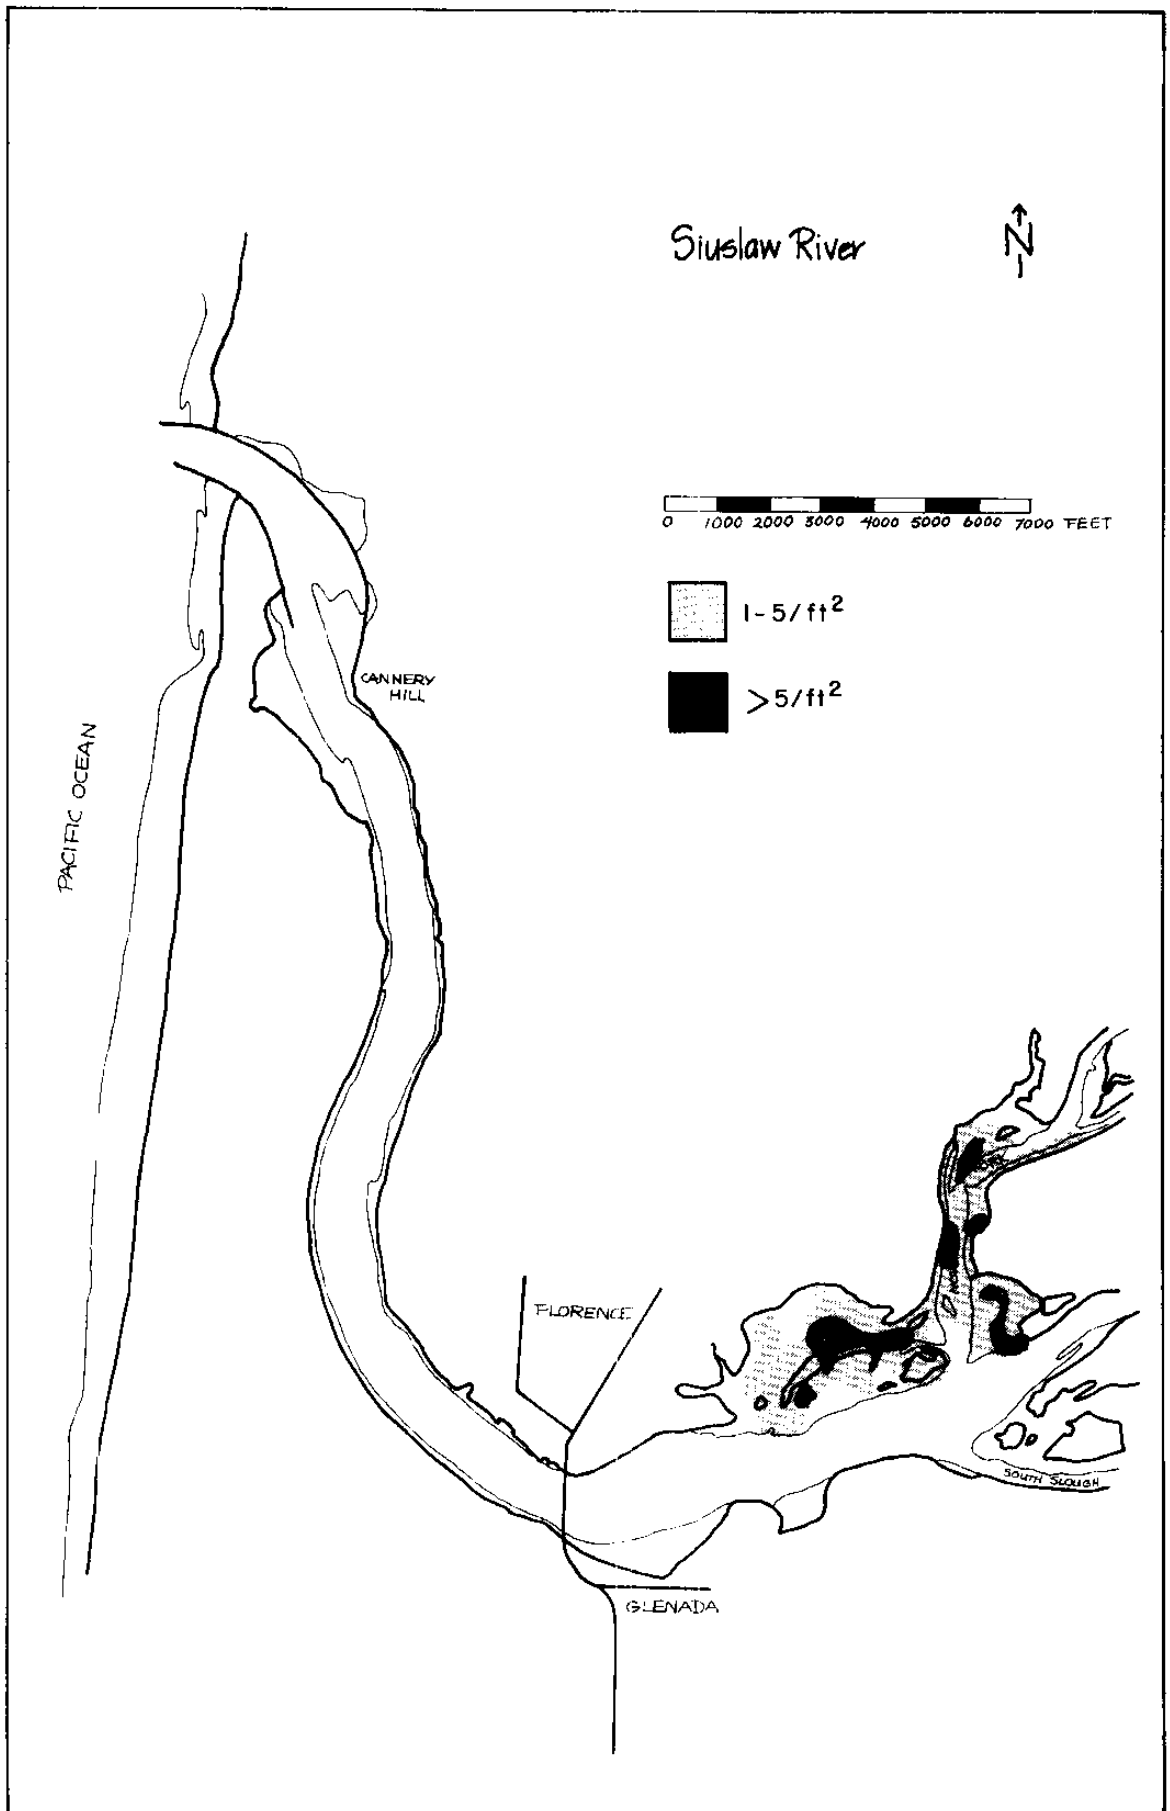 Siuslaw River
N
0 1000 2000 3000 4000 5000 6000 7000 FEET
1-5/ft²
>5/ft²
CANNERY
HILL
PACIFIC OCEAN
FLORENCE
SOUTH SLOUGH
GLENADA